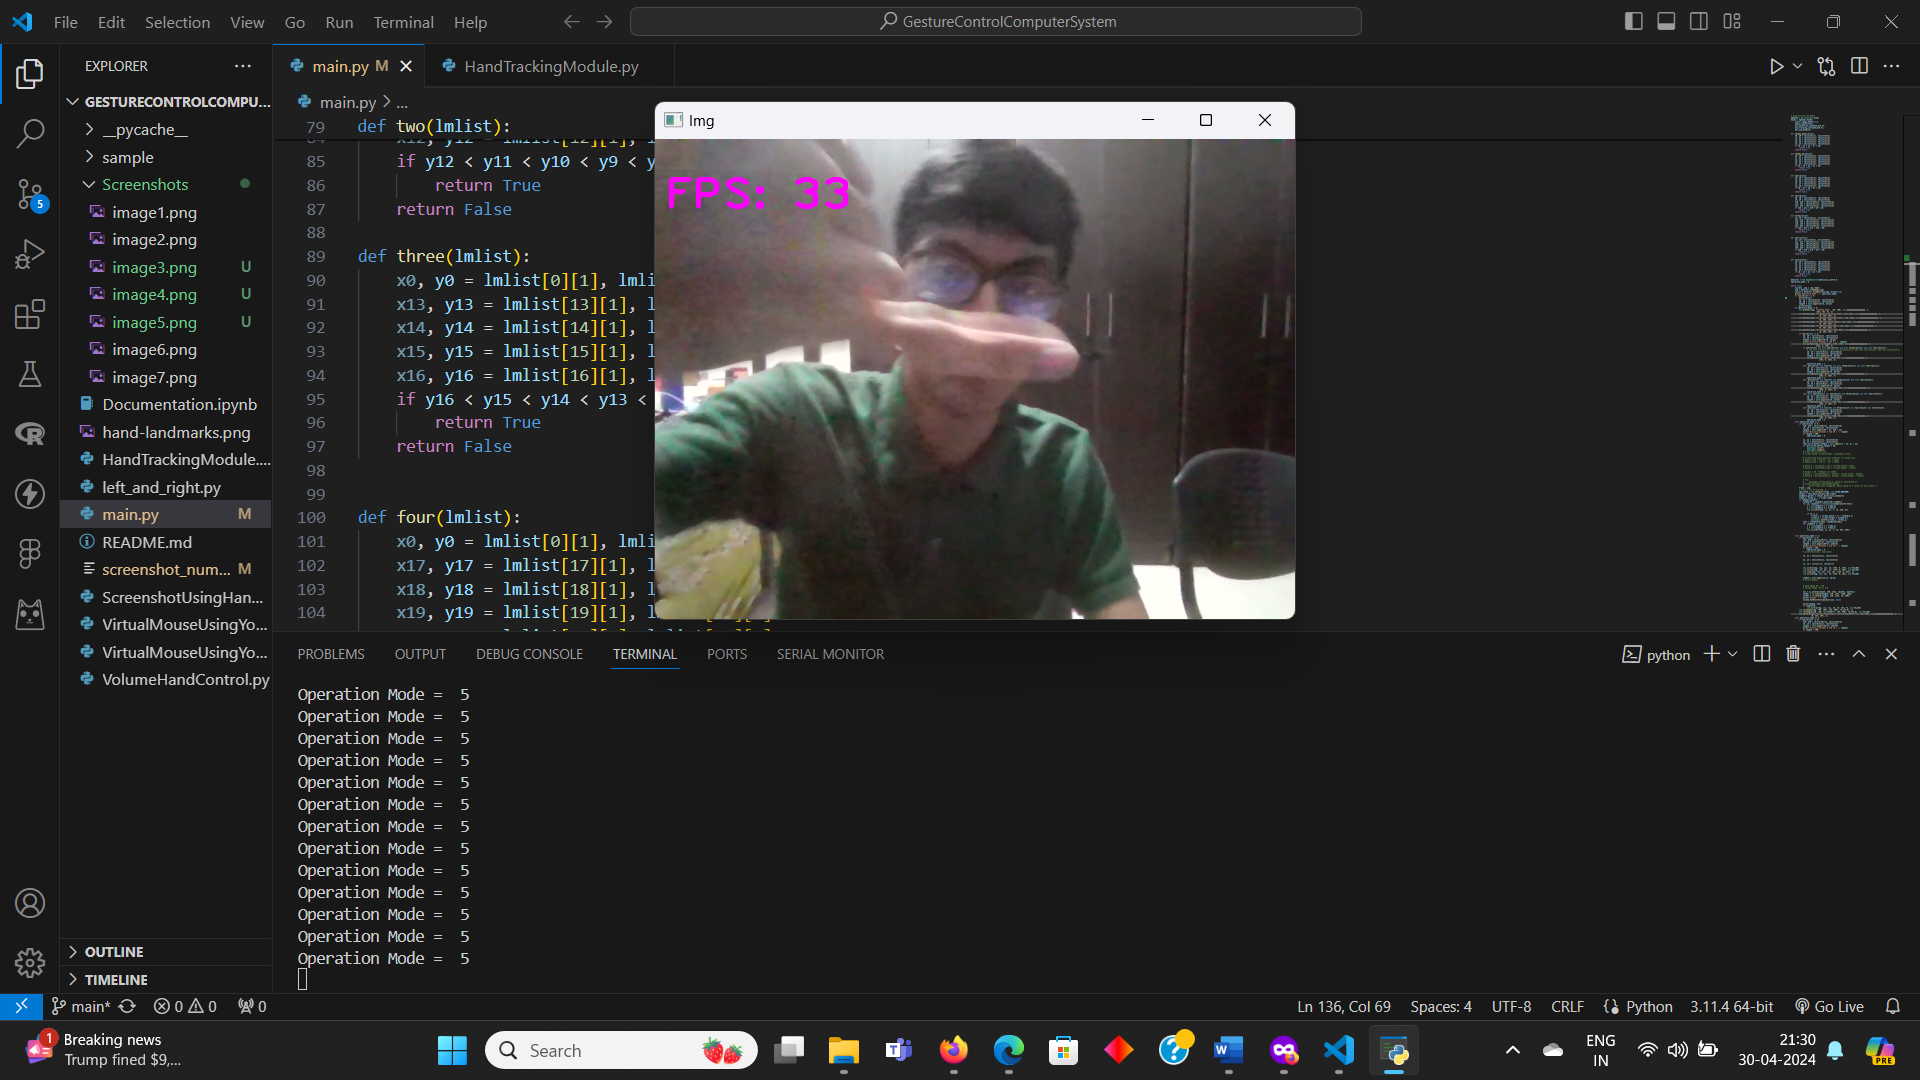 File Edit Selection View Go Run Terminal Help
GestureControlComputerSystem
EXPLORER
main.py M
HandTrackingModule.py
GESTURECONTROLCOMPU...
__pycache__
sample
Screenshots
image1.png
image2.png
image3.png U
image4.png U
image5.png U
image6.png
image7.png
Documentation.ipynb
hand-landmarks.png
HandTrackingModule....
left_and_right.py
main.py M
README.md
screenshot_num... M
ScreenshotUsingHan...
VirtualMouseUsingYo...
VirtualMouseUsingYo...
VolumeHandControl.py
OUTLINE
TIMELINE
5
main.py > ...
79 def two(lmlist):
85 if y12 < y11 < y10 < y9 < y
86 return True
87 return False
88
89 def three(lmlist):
90 x0, y0 = lmlist[0][1], lmli
91 x13, y13 = lmlist[13][1], l
92 x14, y14 = lmlist[14][1], l
93 x15, y15 = lmlist[15][1], l
94 x16, y16 = lmlist[16][1], l
95 if y16 < y15 < y14 < y13 <
96 return True
97 return False
98
99
100 def four(lmlist):
101 x0, y0 = lmlist[0][1], lmli
102 x17, y17 = lmlist[17][1], l
103 x18, y18 = lmlist[18][1], l
104 x19, y19 = lmlist[19][1], l
Img
FPS: 33
PROBLEMS OUTPUT DEBUG CONSOLE TERMINAL PORTS SERIAL MONITOR
python
Operation Mode = 5
Operation Mode = 5
Operation Mode = 5
Operation Mode = 5
Operation Mode = 5
Operation Mode = 5
Operation Mode = 5
Operation Mode = 5
Operation Mode = 5
Operation Mode = 5
Operation Mode = 5
Operation Mode = 5
Operation Mode = 5
main* 0 0 0
Ln 136, Col 69 Spaces: 4 UTF-8 CRLF Python 3.11.4 64-bit Go Live
1
Breaking news
Trump fined $9,...
Search
ENG
IN
21:30
30-04-2024
PRE